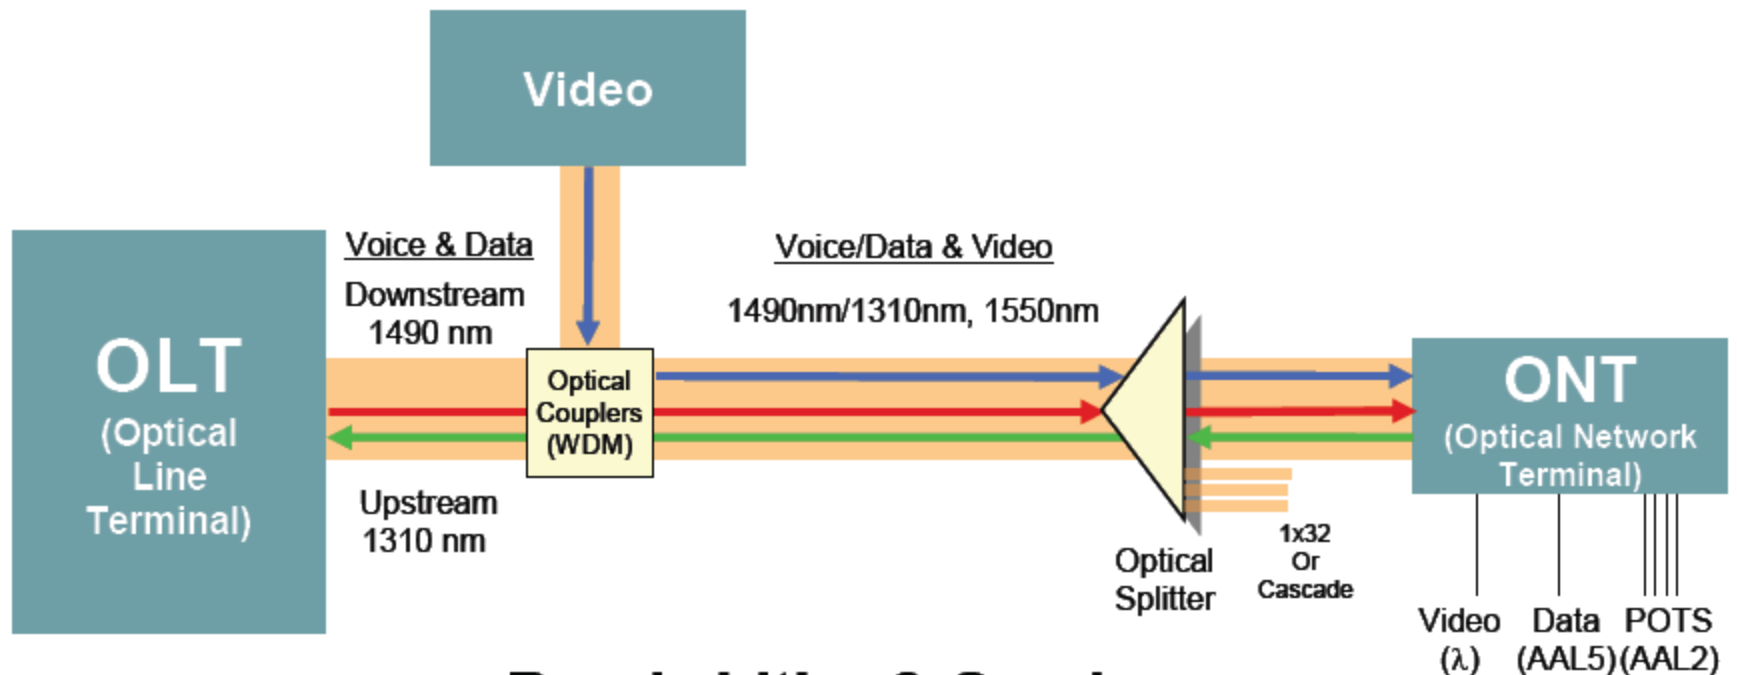 Video
Voice & Data
Downstream
1490 nm
Voice/Data & Video
1490nm/1310nm, 1550nm
OLT
(Optical
Line
Terminal)
Optical
Couplers
(WDM)
ONT
(Optical Network
Terminal)
Upstream
1310 nm
Optical
Splitter
1x32
Or
Cascade
Video
(λ)
Data
(AAL5)
POTS
(AAL2)